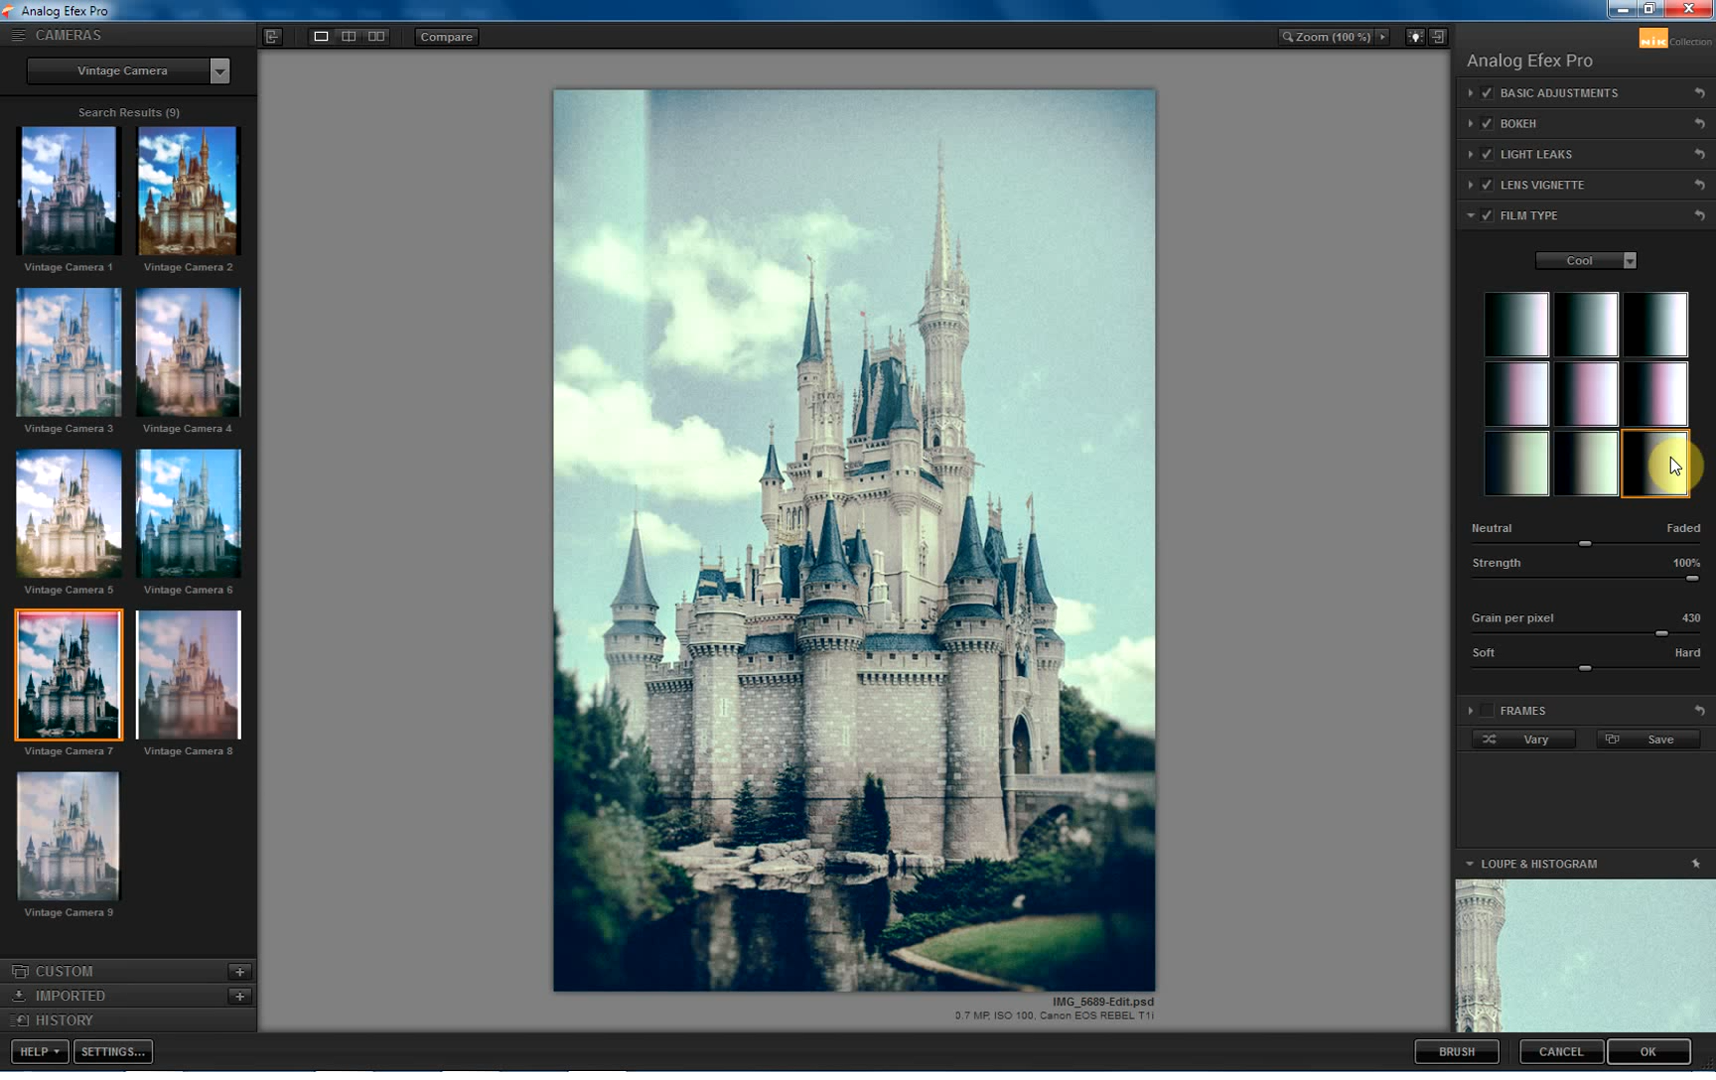 Analog Efex Pro
CAMERAS
Vintage Camera
Search Results (9)
Vintage Camera 1
Vintage Camera 2
Vintage Camera 3
Vintage Camera 4
Vintage Camera 5
Vintage Camera 6
Vintage Camera 7
Vintage Camera 8
Vintage Camera 9
CUSTOM
IMPORTED
HISTORY
HELP
SETTINGS...
Compare
Zoom (100 %)
IMG_5689-Edit.psd
0.7 MP, ISO 100, Canon EOS REBEL T1i
Nik Collection
Analog Efex Pro
BASIC ADJUSTMENTS
BOKEH
LIGHT LEAKS
LENS VIGNETTE
FILM TYPE
Cool
Neutral Faded
Strength 100%
Grain per pixel 430
Soft Hard
FRAMES
Vary Save
LOUPE & HISTOGRAM
BRUSH CANCEL OK